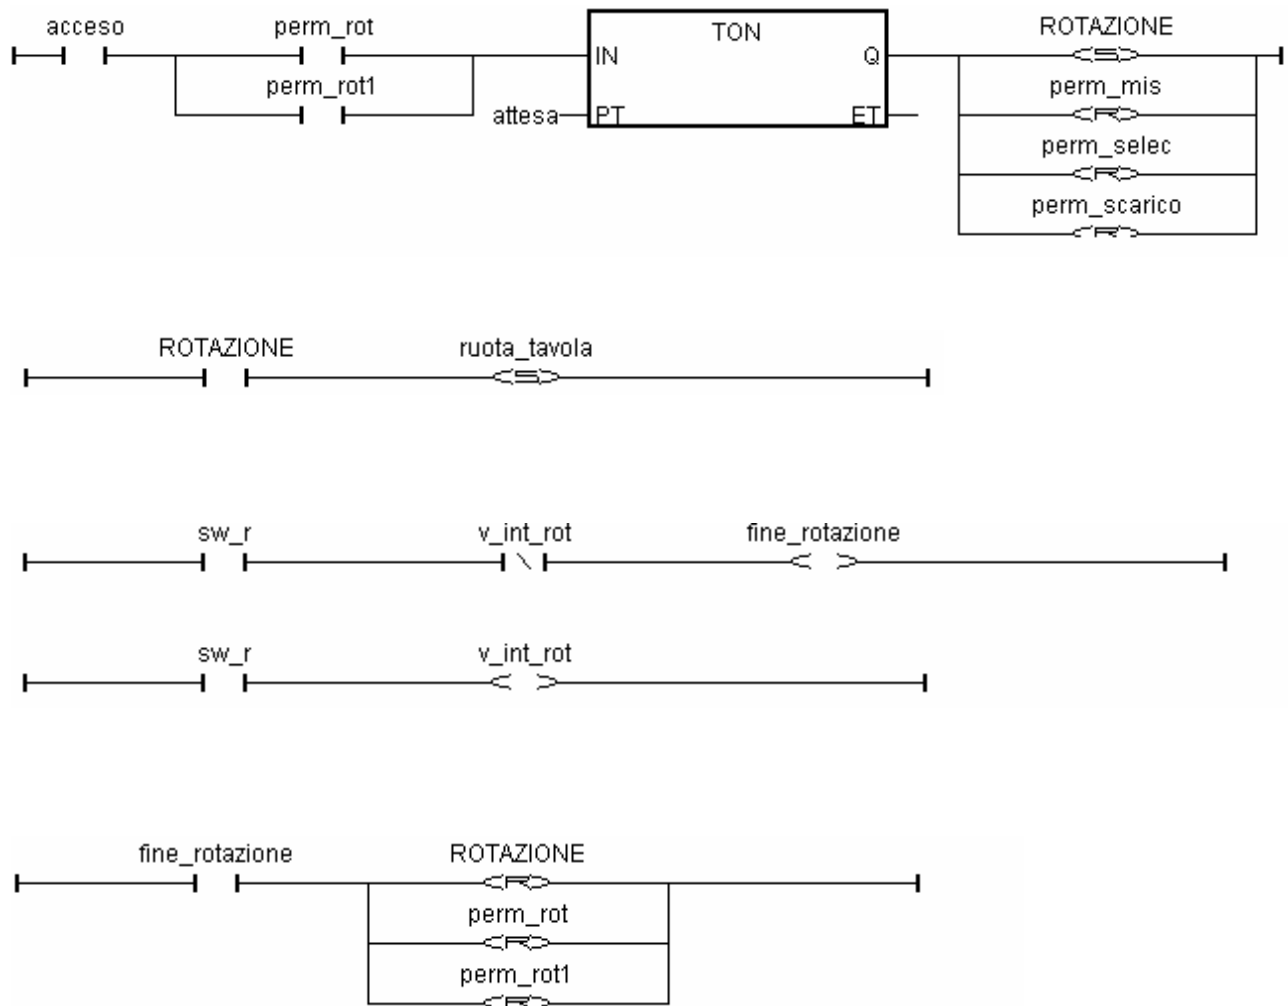 acceso perm_rot TON ROTAZIONE
IN Q
perm_rot1 perm_mis
attesa PT ET R
perm_selec
R
perm_scarico
R
ROTAZIONE ruota_tavola
S
sw_r v_int_rot fine_rotazione
sw_r v_int_rot
fine_rotazione ROTAZIONE
R
perm_rot
R
perm_rot1
R